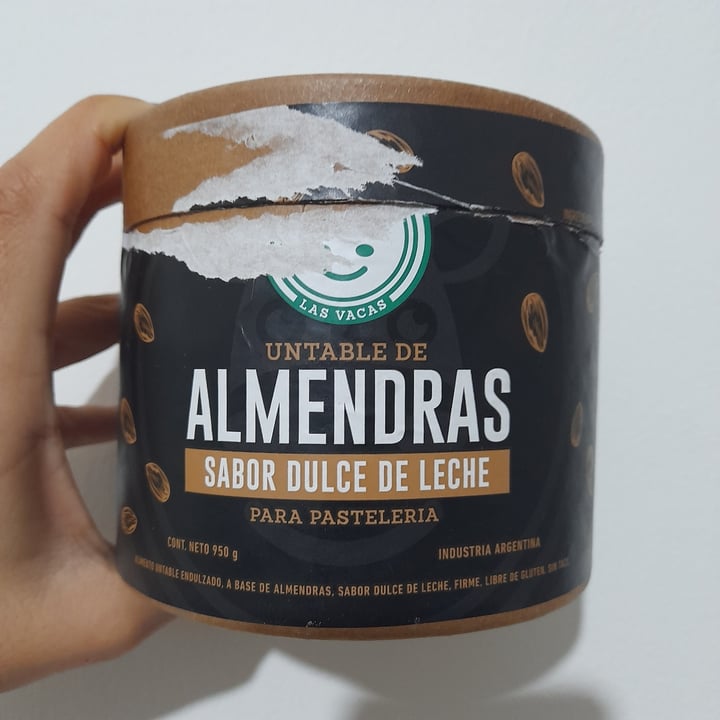 LAS VACAS
UNTABLE DE
ALMENDRAS
SABOR DULCE DE LECHE
PARA PASTELERIA
CONT. NETO 950 g
INDUSTRIA ARGENTINA
ALIMENTO UNTABLE ENDULZADO, A BASE DE ALMENDRAS, SABOR DULCE DE LECHE, FIRME, LIBRE DE GLUTEN. SIN TACC.